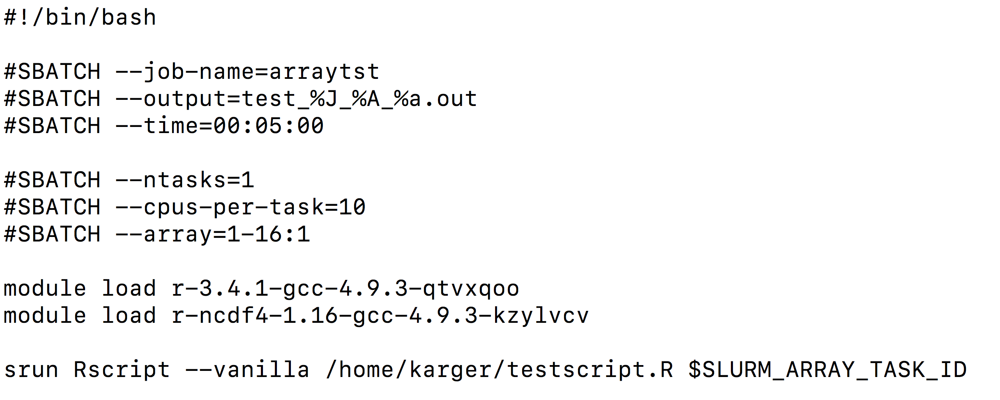 #!/bin/bash
#SBATCH --job-name=arraytst
#SBATCH --output=test_%J_%A_%a.out
#SBATCH --time=00:05:00
#SBATCH --ntasks=1
#SBATCH --cpus-per-task=10
#SBATCH --array=1-16:1
module load r-3.4.1-gcc-4.9.3-qtvxqoo
module load r-ncdf4-1.16-gcc-4.9.3-kzylvcv
srun Rscript --vanilla /home/karger/testscript.R $SLURM_ARRAY_TASK_ID